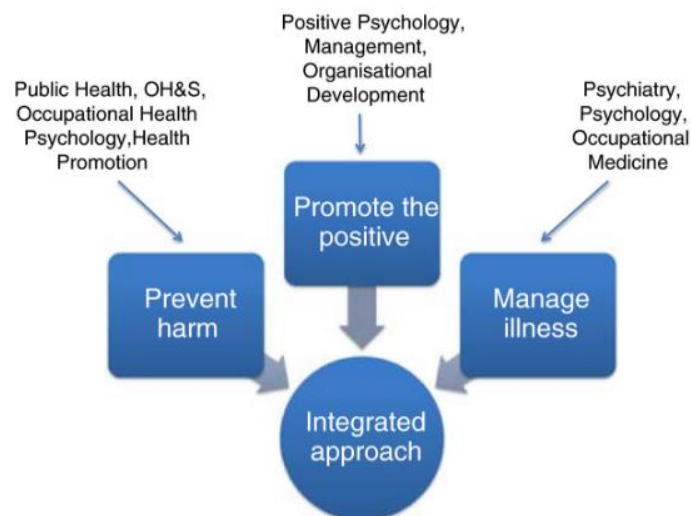 Positive Psychology,
Management,
Organisational
Development
Public Health, OH&S,
Occupational Health
Psychology,Health
Promotion
Psychiatry,
Psychology,
Occupational
Medicine
Promote the
positive
Prevent
harm
Manage
illness
Integrated
approach